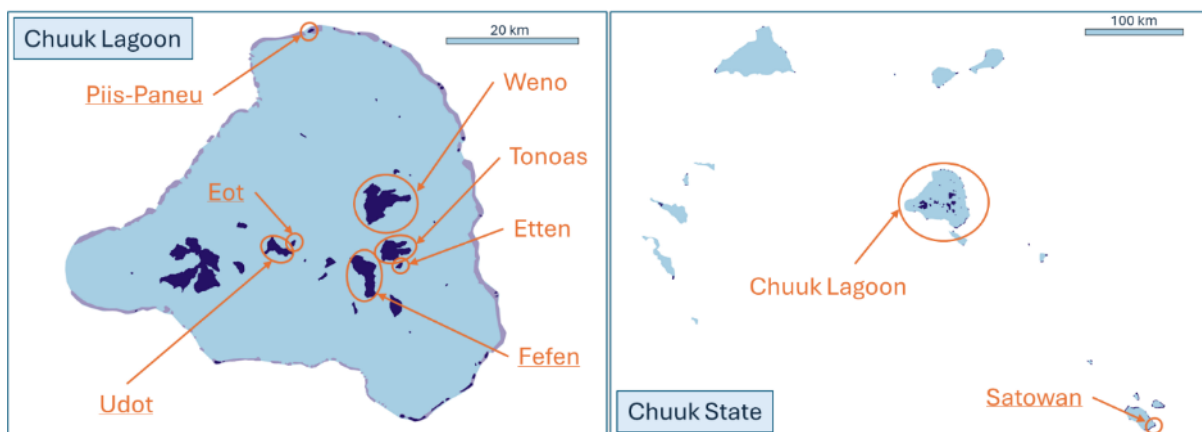 Chuuk Lagoon
20 km
Piis-Paneu
Weno
Tonoas
Eot
Etten
Fefen
Udot
100 km
Chuuk Lagoon
Satowan
Chuuk State